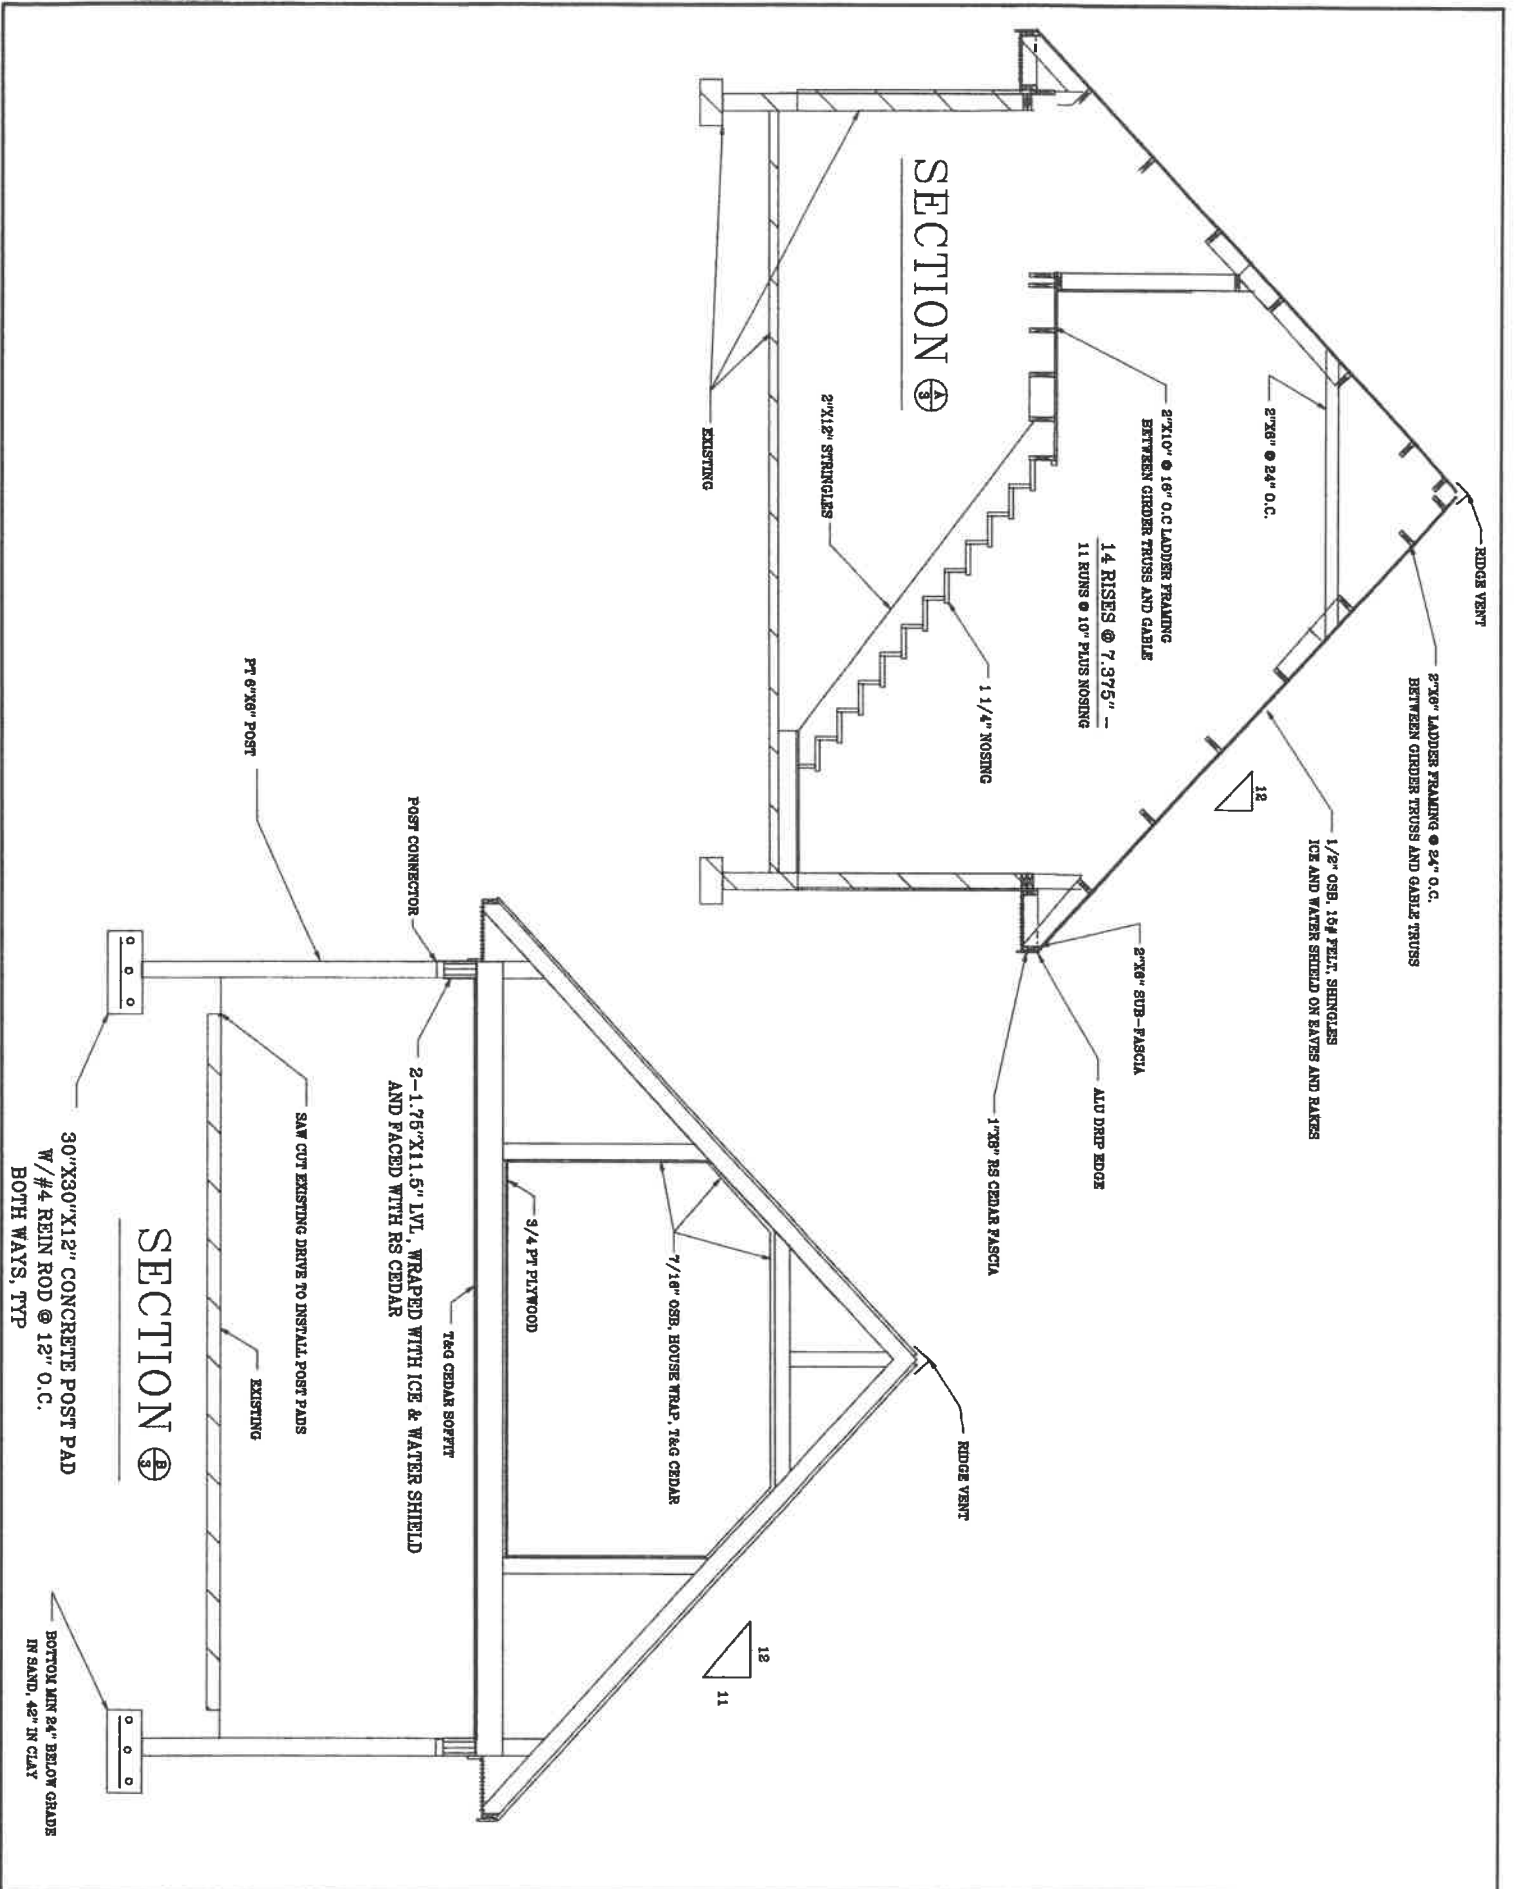 RIDGE VENT
2"X6" LADDER FRAMING @ 24" O.C.
BETWEEN GIRDER TRUSS AND GABLE TRUSS
1/2" OSB, 15# FELT, SHINGLES
ICE AND WATER SHIELD ON EAVES AND RAKES
2"X6" @ 24" O.C.
12
2"X10" @ 16" O.C LADDER FRAMING
BETWEEN GIRDER TRUSS AND GABLE
14 RISES @ 7.375" –
11 RUNS @ 10" PLUS NOSING
1 1/4" NOSING
2"X6" SUB-FASCIA
ALU DRIP EDGE
1"X8" RS CEDAR FASCIA
2"X12" STRINGLES
EXISTING
SECTION A 3
RIDGE VENT
12
11
7/16" OSB, HOUSE WRAP, T&G CEDAR
3/4 PT PLYWOOD
T&G CEDAR SOFFIT
2-1.75"X11.5" LVL, WRAPED WITH ICE & WATER SHIELD
AND FACED WITH RS CEDAR
POST CONNECTOR
PT 6"X6" POST
SAW CUT EXISTING DRIVE TO INSTALL POST PADS
EXISTING
SECTION B 3
30"X30"X12" CONCRETE POST PAD
W/#4 REIN ROD @ 12" O.C.
BOTH WAYS, TYP
BOTTOM MIN 24" BELOW GRADE
IN SAND, 42" IN CLAY